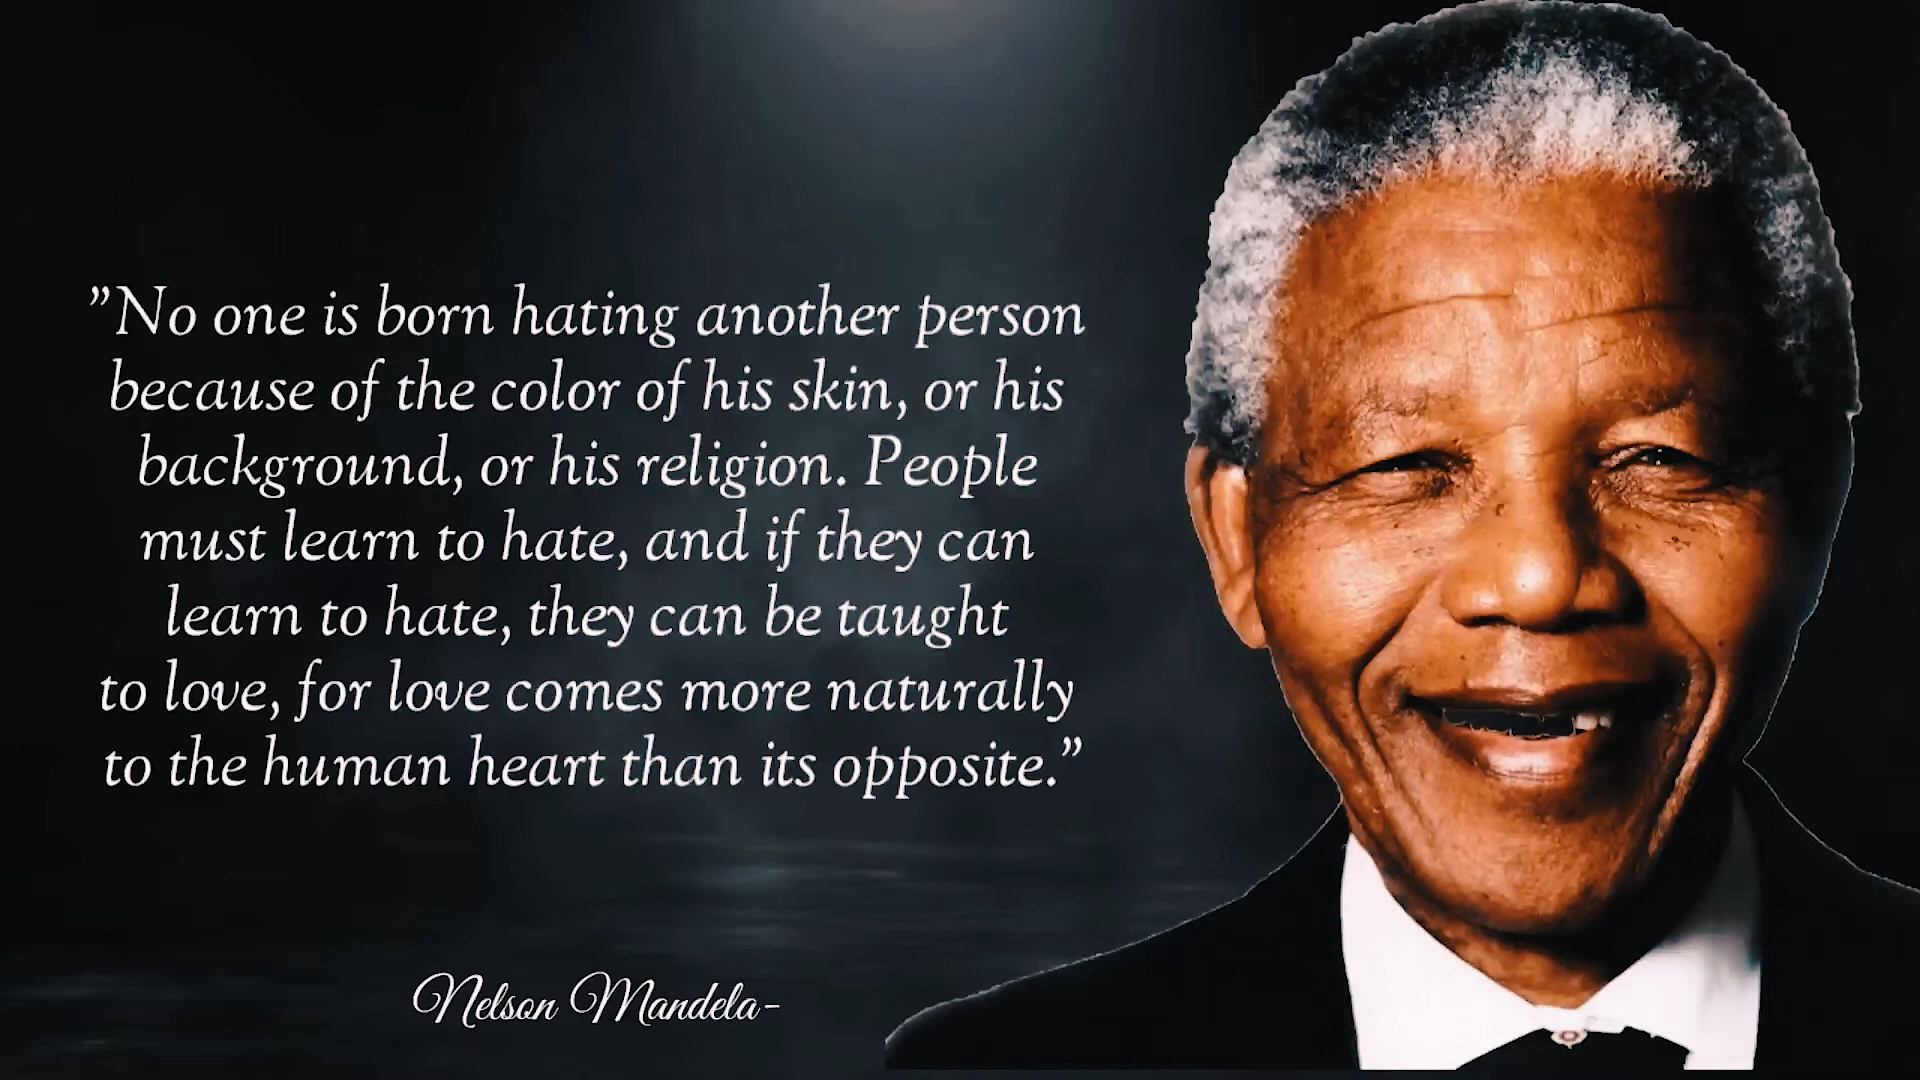 ”No one is born hating another person
because of the color of his skin, or his
background, or his religion. People
must learn to hate, and if they can
learn to hate, they can be taught
to love, for love comes more naturally
to the human heart than its opposite.”
Nelson Mandela-